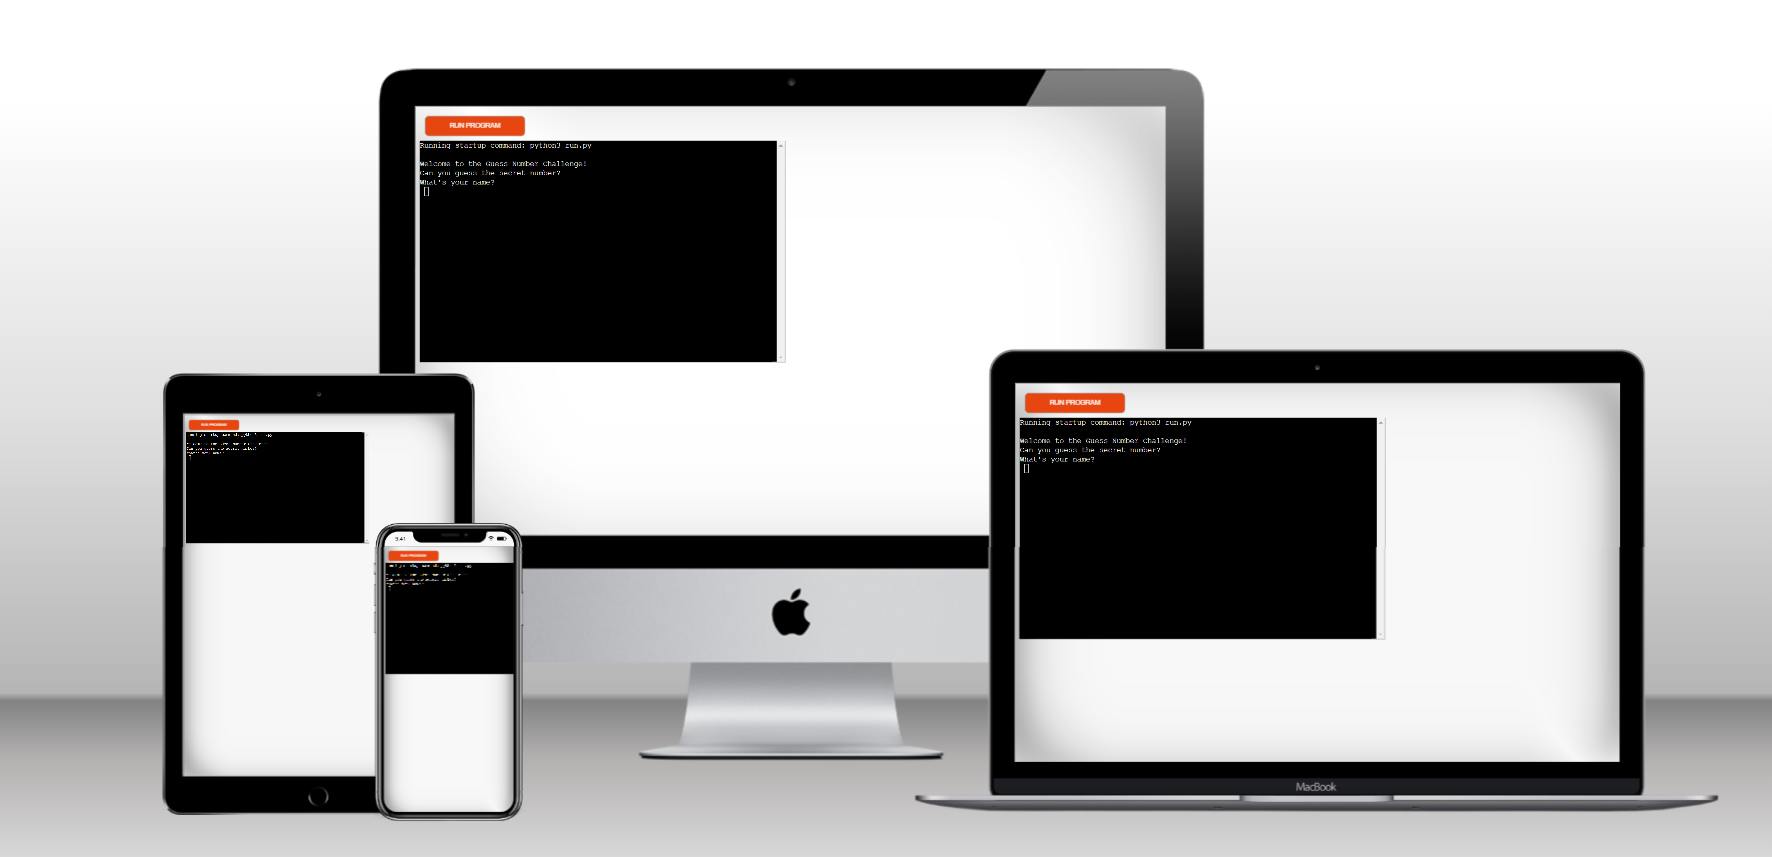 RUN PROGRAM
Running startup command: python3 run.py
Welcome to the Guess Number Challenge!
Can you guess the secret number?
What's your name?
RUN PROGRAM
Running startup command: python3 run.py
Welcome to the Guess Number Challenge!
Can you guess the secret number?
What's your name?
MacBook
RUN PROGRAM
9:41
RUN PROGRAM